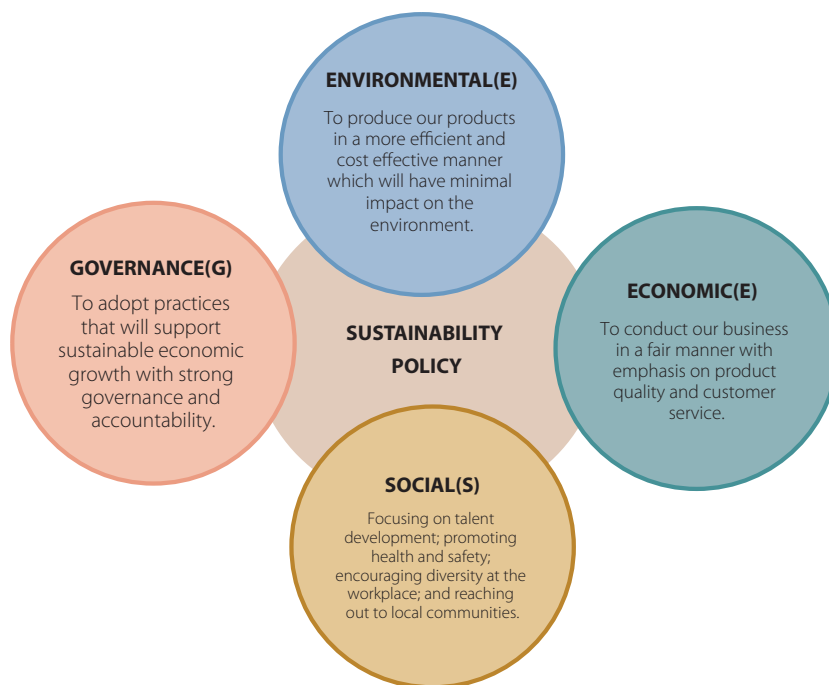 ENVIRONMENTAL(E)
To produce our products
in a more efficient and
cost effective manner
which will have minimal
impact on the
environment.
GOVERNANCE(G)
To adopt practices
that will support
sustainable economic
growth with strong
governance and
accountability.
SUSTAINABILITY
POLICY
ECONOMIC(E)
To conduct our business
in a fair manner with
emphasis on product
quality and customer
service.
SOCIAL(S)
Focusing on talent
development; promoting
health and safety;
encouraging diversity at the
workplace; and reaching
out to local communities.